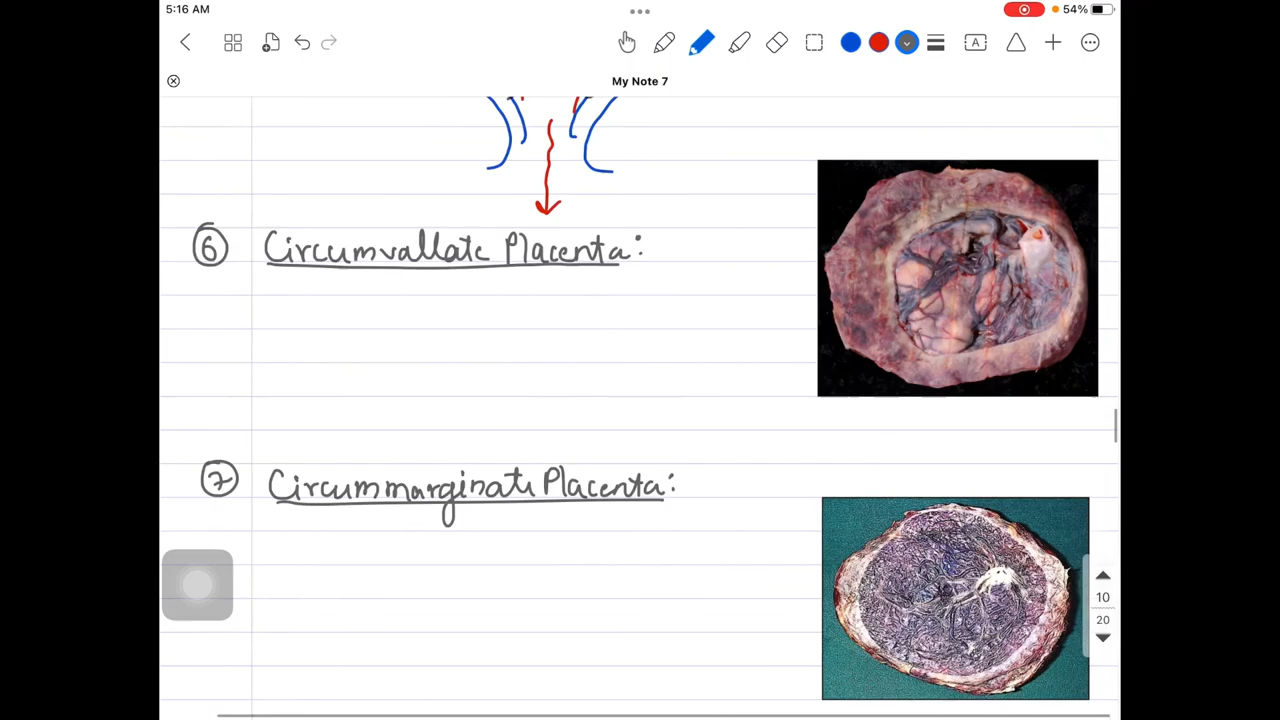 5:16 AM
54%
A
My Note 7
6 Circumvallate Placenta:
7 Circummarginate Placenta:
10
20